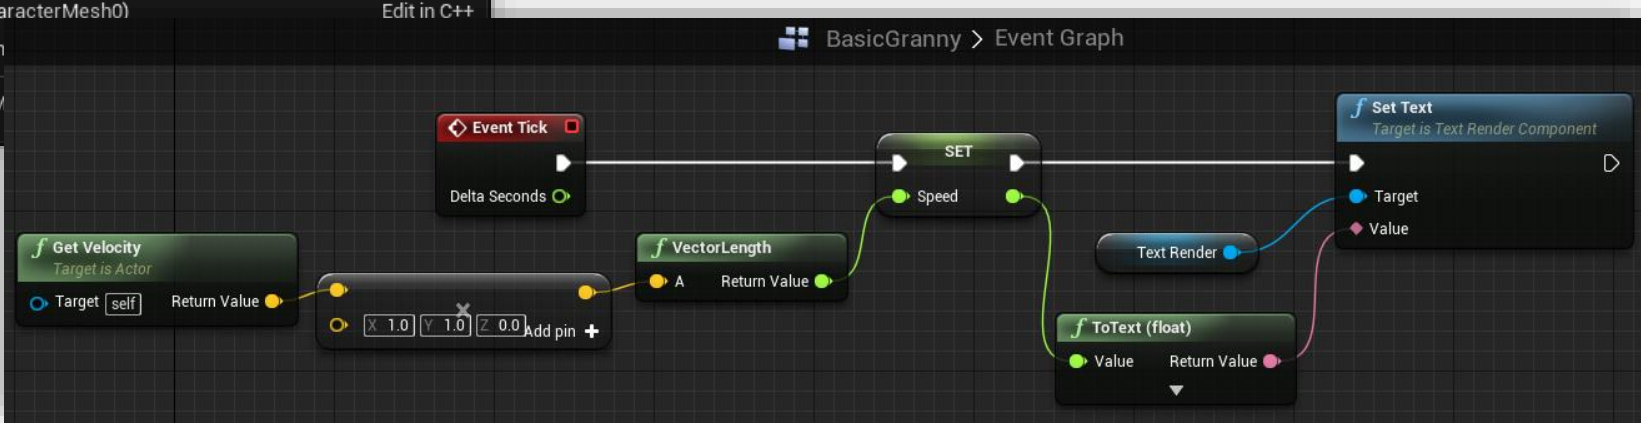 aracterMesh0)
Edit in C++
BasicGranny > Event Graph
Event Tick
Delta Seconds
SET
Speed
Set Text
Target is Text Render Component
Target
Value
Get Velocity
Target is Actor
Target self
Return Value
X 1.0 Y 1.0 Z 0.0
Add pin +
VectorLength
A
Return Value
Text Render
ToText (float)
Value
Return Value